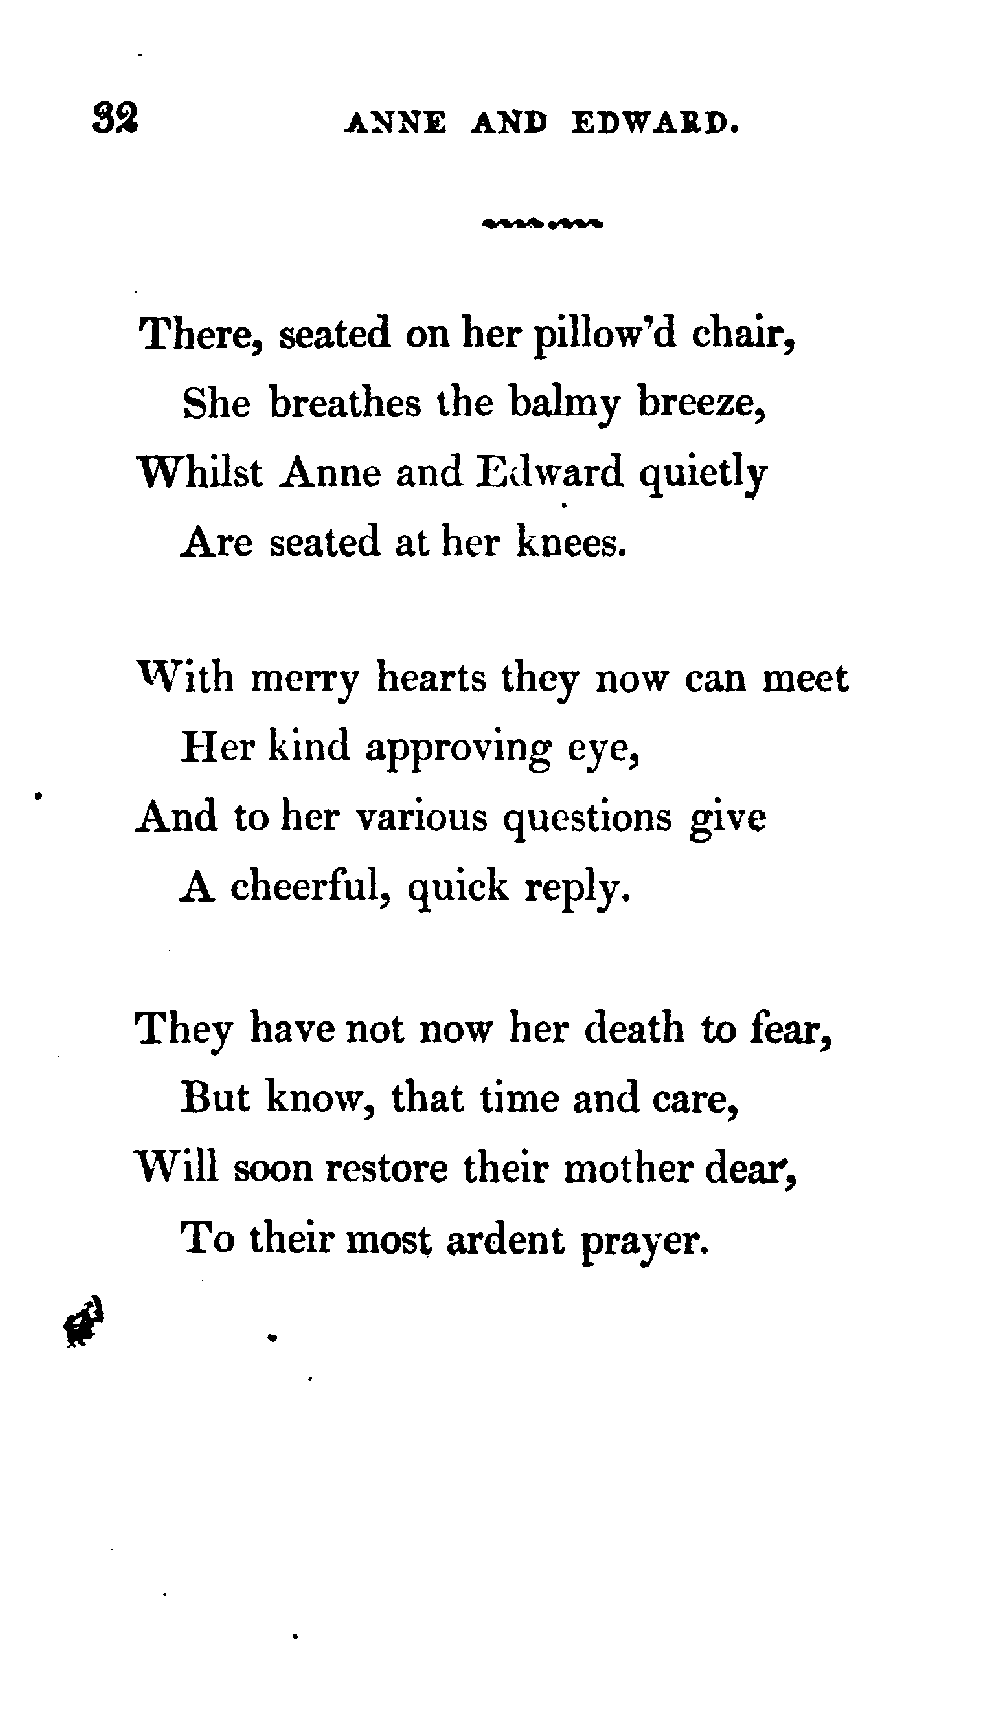 32 ANNE AND EDWARD.
There, seated on her pillow'd chair,
She breathes the balmy breeze,
Whilst Anne and Edward quietly
Are seated at her knees.
With merry hearts they now can meet
Her kind approving eye,
And to her various questions give
A cheerful, quick reply.
They have not now her death to fear,
But know, that time and care,
Will soon restore their mother dear,
To their most ardent prayer.